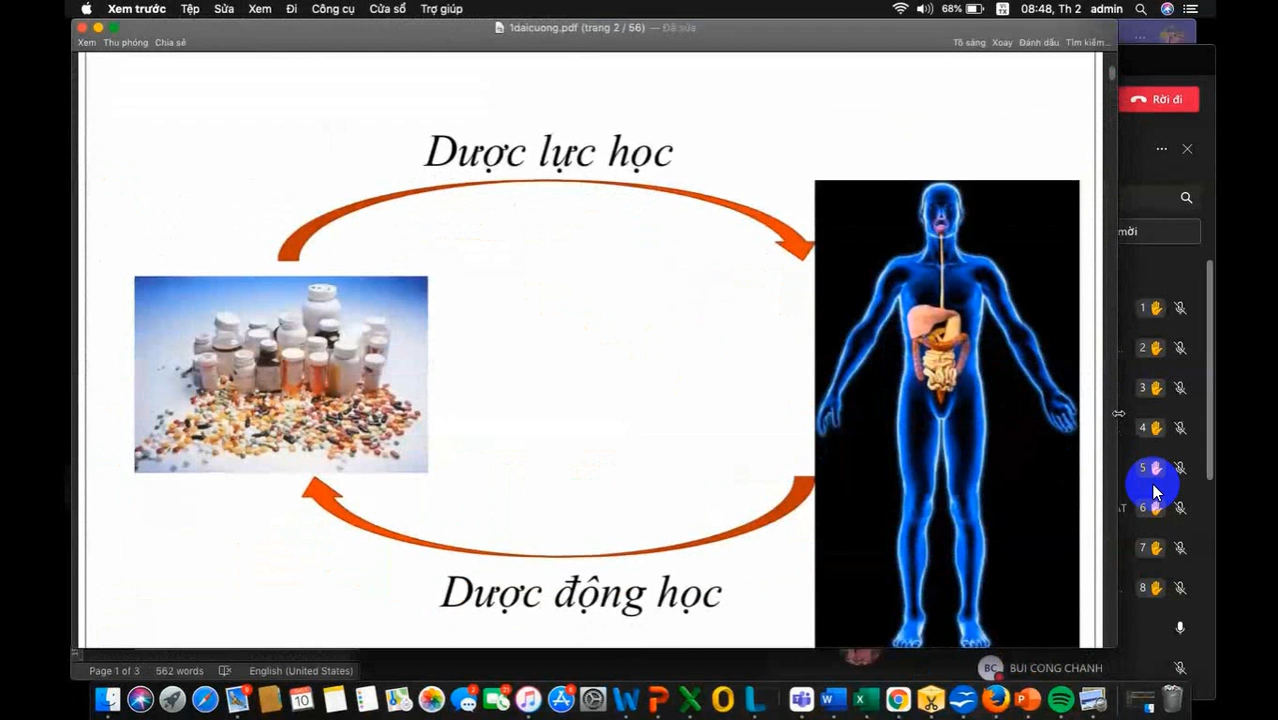 Xem trước Tệp Sửa Xem Đi Công cụ Cửa sổ Trợ giúp 68% 08:48, Th 2 admin
1daicuong.pdf (trang 2 / 56) — Đã sửa
Xem Thu phóng Chia sẻ Tô sáng Xoay Đánh dấu Tìm kiếm...
Rời đi
Dược lực học
mời
1
2
3
4
5
6
7
8
Dược động học
Page 1 of 3 562 words English (United States)
BC BUI CONG CHANH